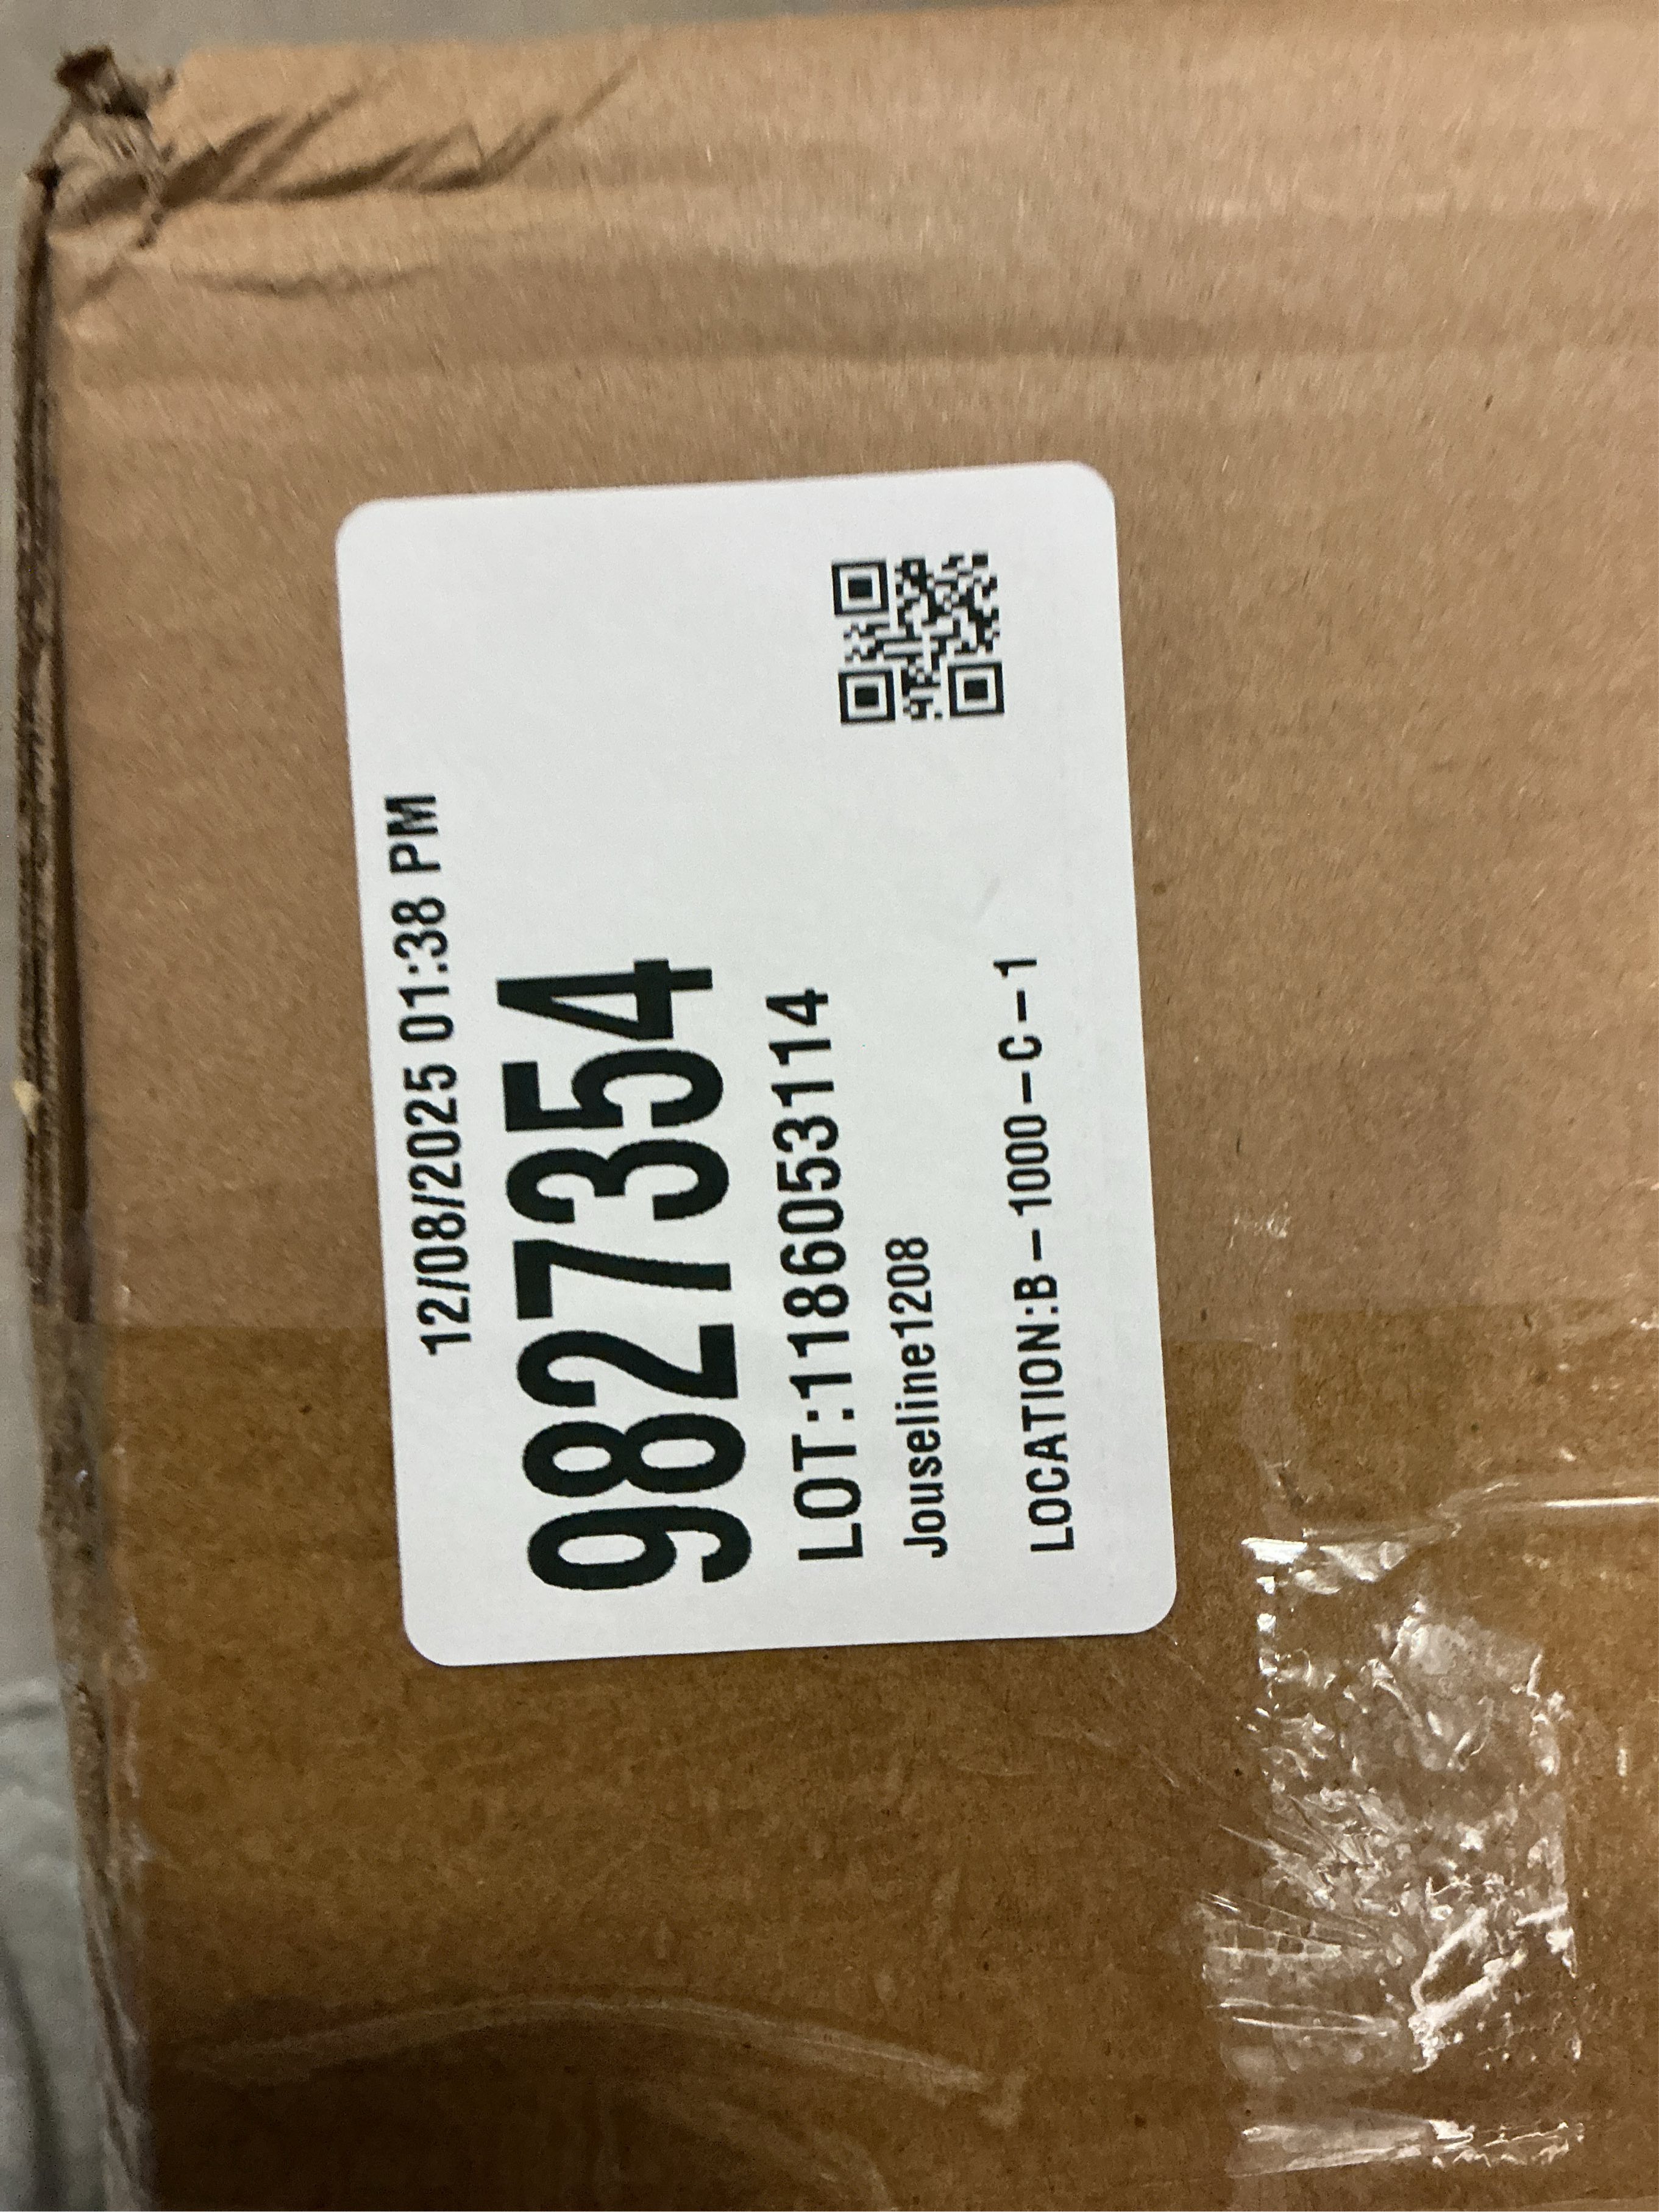 12/08/2025 01:38 PM
9827354
LOT:1186053114
Jouseline1208
LOCATION:B-1000-C-1